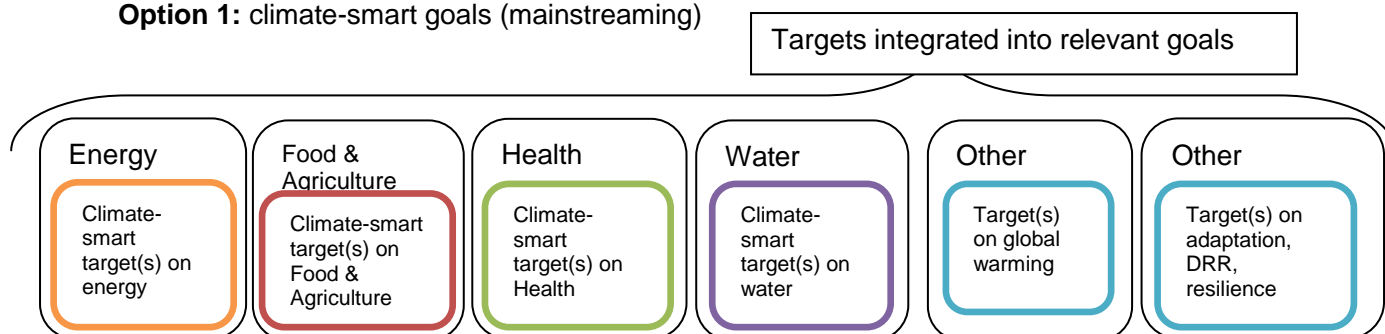 Option 1: climate-smart goals (mainstreaming)
Targets integrated into relevant goals
Energy
Climate-
smart
target(s) on
energy
Food &
Agriculture
Climate-smart
target(s) on
Food &
Agriculture
Health
Climate-
smart
target(s) on
Health
Water
Climate-
smart
target(s) on
water
Other
Target(s)
on global
warming
Other
Target(s) on
adaptation,
DRR,
resilience